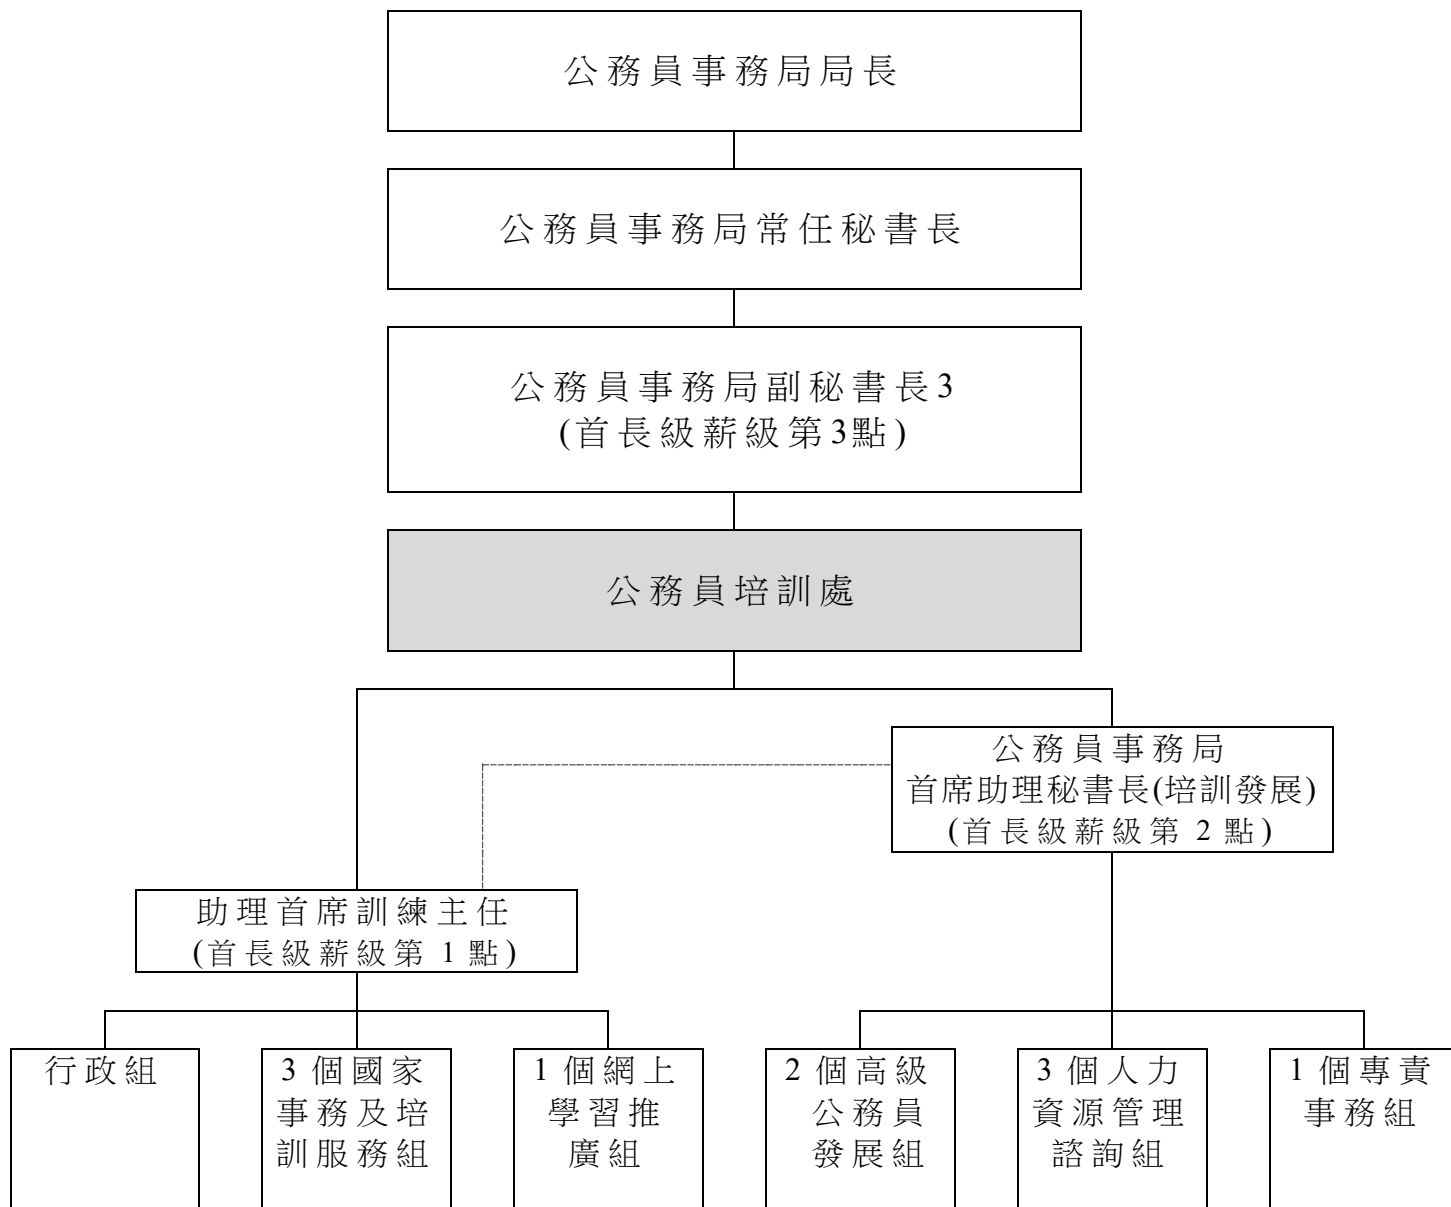 公務員事務局局長
公務員事務局常任秘書長
公務員事務局副秘書長3
(首長級薪級第3點)
公務員培訓處
公務員事務局
首席助理秘書長(培訓發展)
(首長級薪級第 2 點)
助理首席訓練主任
(首長級薪級第 1 點)
行政組
3 個國家
事務及培
訓服務組
1 個網上
學習推
廣組
2 個高級
公務員
發展組
3 個人力
資源管理
諮詢組
1 個專責
事務組